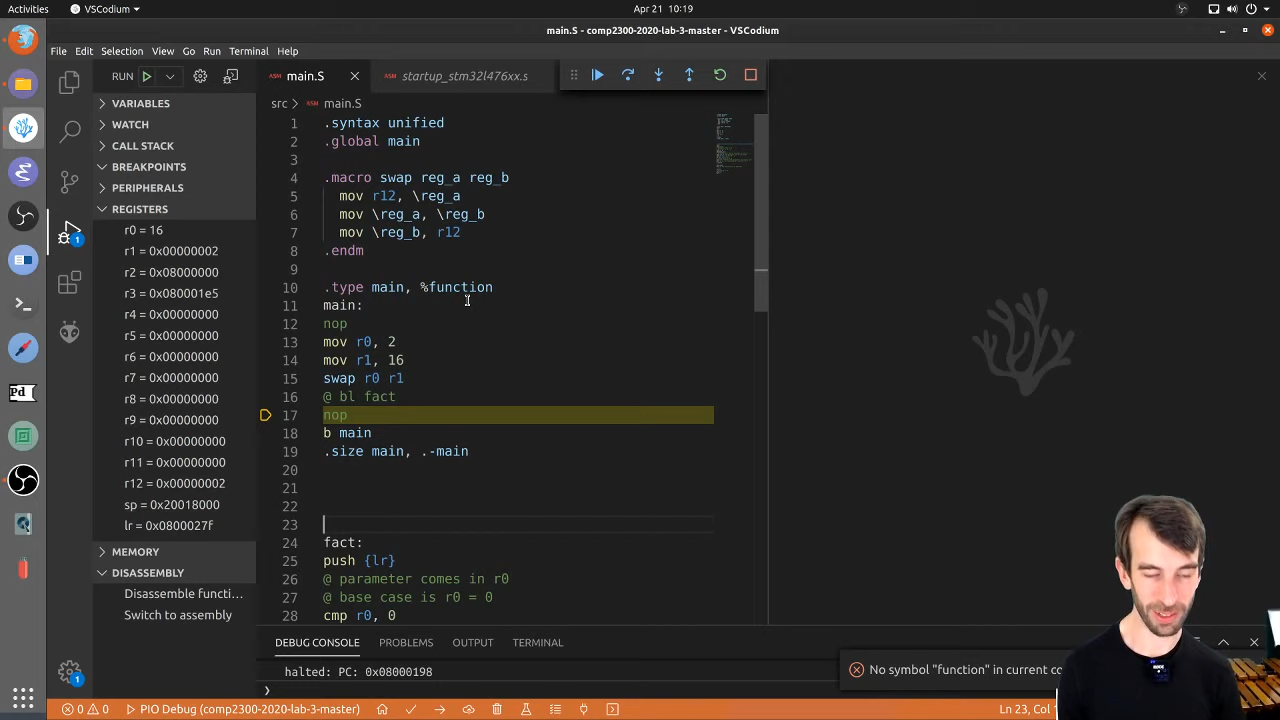 Activities
VSCodium
Apr 21 10:19
main.S - comp2300-2020-lab-3-master - VSCodium
File Edit Selection View Go Run Terminal Help
RUN
main.S
startup_stm32l476xx.s
src
main.S
VARIABLES
WATCH
CALL STACK
BREAKPOINTS
PERIPHERALS
REGISTERS
r0 = 16
r1 = 0x00000002
r2 = 0x08000000
r3 = 0x080001e5
r4 = 0x00000000
r5 = 0x00000000
r6 = 0x00000000
r7 = 0x00000000
r8 = 0x00000000
r9 = 0x00000000
r10 = 0x00000000
r11 = 0x00000000
r12 = 0x00000002
sp = 0x20018000
lr = 0x0800027f
MEMORY
DISASSEMBLY
Disassemble functi...
Switch to assembly
1
1
Pd
1 .syntax unified
2 .global main
3
4 .macro swap reg_a reg_b
5 mov r12, \reg_a
6 mov \reg_a, \reg_b
7 mov \reg_b, r12
8 .endm
9
10 .type main, %function
11 main:
12 nop
13 mov r0, 2
14 mov r1, 16
15 swap r0 r1
16 @ bl fact
17 nop
18 b main
19 .size main, .-main
20
21
22
23
24 fact:
25 push {lr}
26 @ parameter comes in r0
27 @ base case is r0 = 0
28 cmp r0, 0
DEBUG CONSOLE PROBLEMS OUTPUT TERMINAL
halted: PC: 0x08000198
No symbol "function" in current co
0 0
PIO Debug (comp2300-2020-lab-3-master)
Ln 23, Col